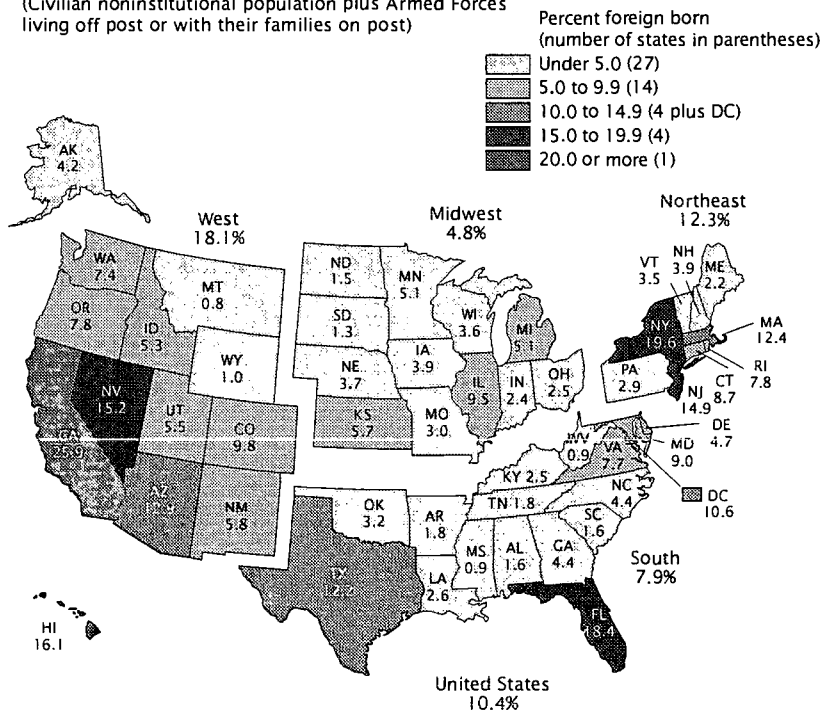 (Civilian noninstitutional population plus Armed Forces
living off post or with their families on post)
Percent foreign born
(number of states in parentheses)
Under 5.0 (27)
5.0 to 9.9 (14)
10.0 to 14.9 (4 plus DC)
15.0 to 19.9 (4)
20.0 or more (1)
AK
4.2
West
18.1%
Midwest
4.8%
Northeast
12.3%
WA
7.4
MT
0.8
ND
1.5
MN
5.1
VT
3.5
NH
3.9
ME
2.2
OR
7.8
ID
5.3
SD
1.3
WI
3.6
MI
5.1
NY
19.6
MA
12.4
WY
1.0
IA
3.9
RI
7.8
NE
3.7
PA
2.9
CT
8.7
NV
15.2
IL
9.5
IN
2.4
OH
2.5
NJ
14.9
UT
5.5
CO
9.8
KS
5.7
MO
3.0
DE
4.7
CA
25.9
WV
0.9
VA
7.7
MD
9.0
KY 2.5
DC
10.6
AZ
NM
5.8
OK
3.2
AR
1.8
TN 1.8
NC
4.4
SC
1.6
TX
MS
0.9
AL
1.6
GA
4.4
South
7.9%
LA
2.6
FL
18.4
HI
16.1
United States
10.4%